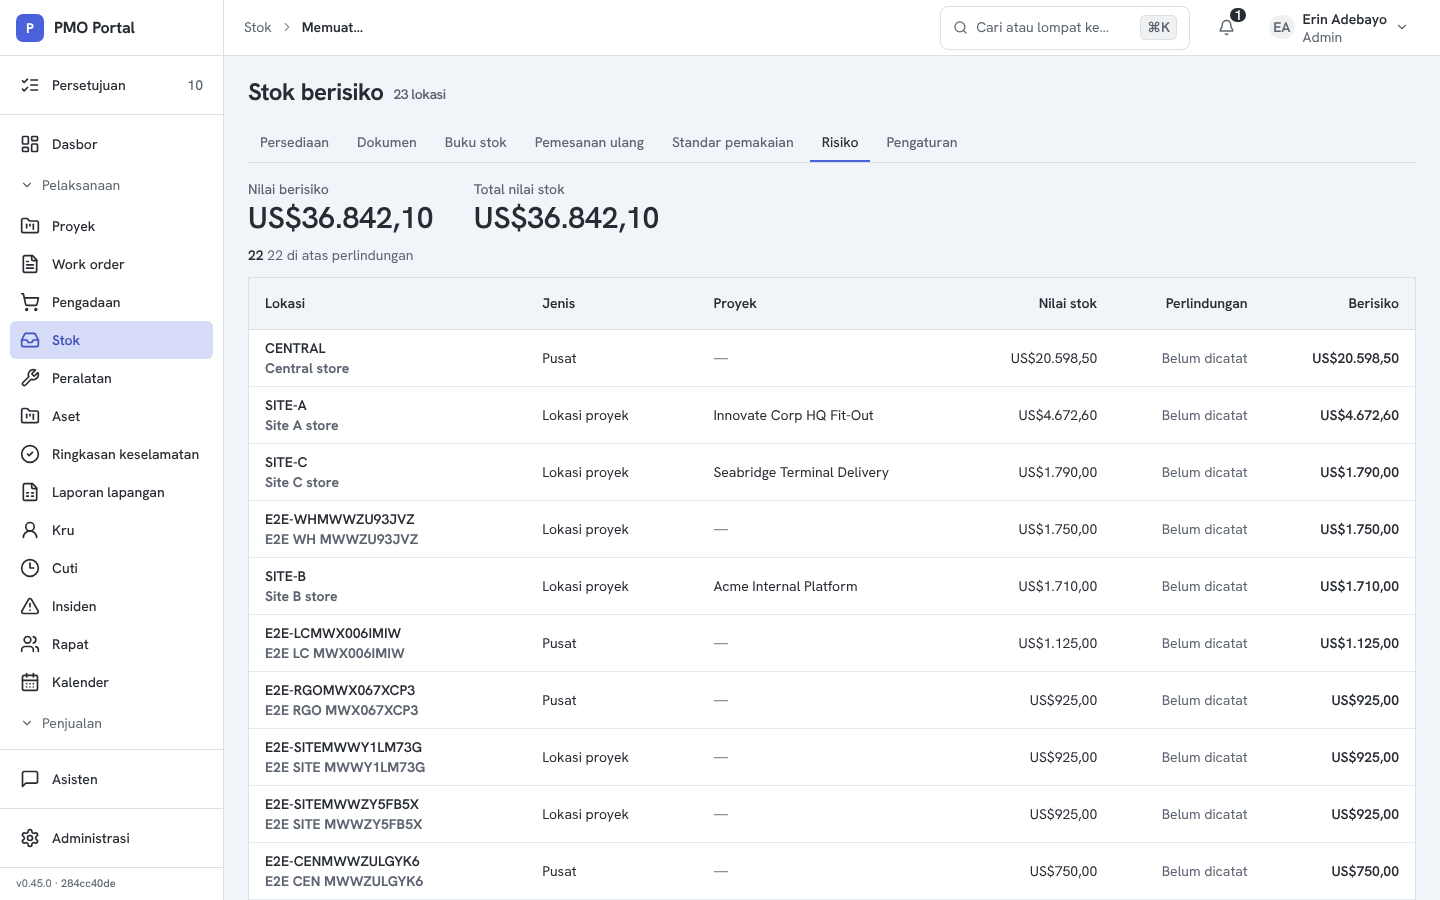 P PMO Portal
Stok > Memuat...
Cari atau lompat ke... ⌘K
1
EA Erin Adebayo
Admin
Persetujuan 10
Dasbor
Pelaksanaan
Proyek
Work order
Pengadaan
Stok
Peralatan
Aset
Ringkasan keselamatan
Laporan lapangan
Kru
Cuti
Insiden
Rapat
Kalender
Penjualan
Asisten
Administrasi
v0.45.0 · 284cc40de
Stok berisiko 23 lokasi
Persediaan Dokumen Buku stok Pemesanan ulang Standar pemakaian Risiko Pengaturan
Nilai berisiko Total nilai stok
US$36.842,10 US$36.842,10
22 22 di atas perlindungan
Lokasi Jenis Proyek Nilai stok Perlindungan Berisiko
CENTRAL
Central store Pusat — US$20.598,50 Belum dicatat US$20.598,50
SITE-A
Site A store Lokasi proyek Innovate Corp HQ Fit-Out US$4.672,60 Belum dicatat US$4.672,60
SITE-C
Site C store Lokasi proyek Seabridge Terminal Delivery US$1.790,00 Belum dicatat US$1.790,00
E2E-WHMWWZU93JVZ
E2E WH MWWZU93JVZ Lokasi proyek — US$1.750,00 Belum dicatat US$1.750,00
SITE-B
Site B store Lokasi proyek Acme Internal Platform US$1.710,00 Belum dicatat US$1.710,00
E2E-LCMWX006IMIW
E2E LC MWX006IMIW Pusat — US$1.125,00 Belum dicatat US$1.125,00
E2E-RGOMWX067XCP3
E2E RGO MWX067XCP3 Pusat — US$925,00 Belum dicatat US$925,00
E2E-SITEMWWY1LM73G
E2E SITE MWWY1LM73G Lokasi proyek — US$925,00 Belum dicatat US$925,00
E2E-SITEMWWZY5FB5X
E2E SITE MWWZY5FB5X Lokasi proyek — US$925,00 Belum dicatat US$925,00
E2E-CENMWWZULGYK6
E2E CEN MWWZULGYK6 Pusat — US$750,00 Belum dicatat US$750,00